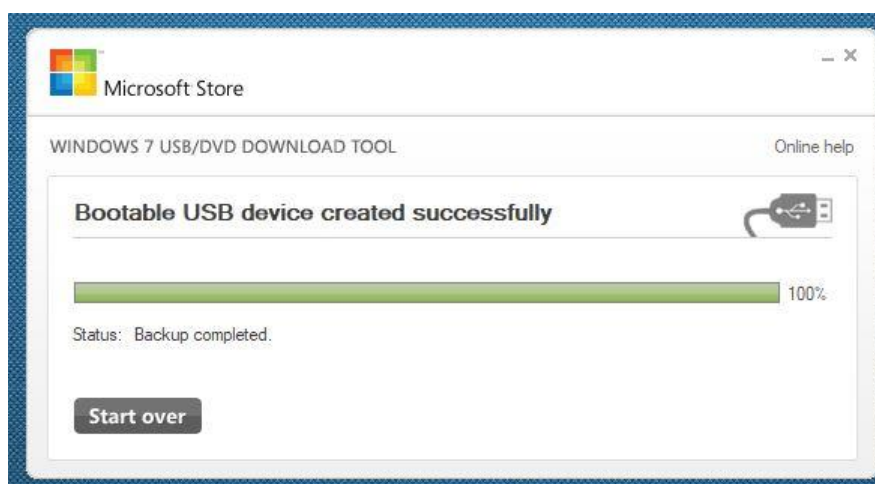 Microsoft Store
WINDOWS 7 USB/DVD DOWNLOAD TOOL
Online help
Bootable USB device created successfully
100%
Status: Backup completed.
Start over